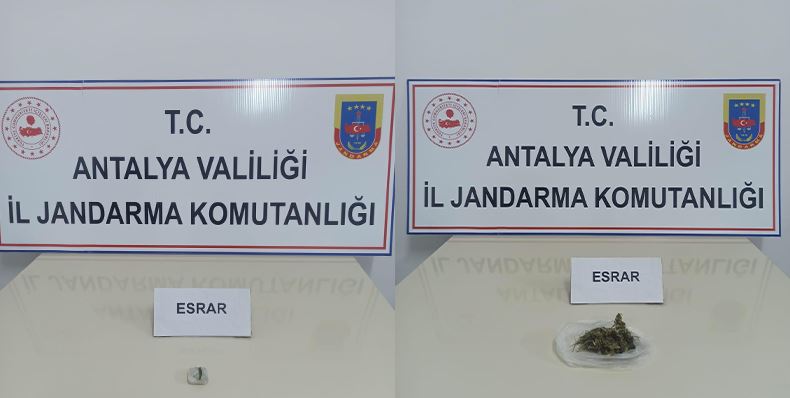 T.C.
ANTALYA VALİLİĞİ
İL JANDARMA KOMUTANLIĞI
ESRAR
T.C.
ANTALYA VALİLİĞİ
İL JANDARMA KOMUTANLIĞI
ESRAR